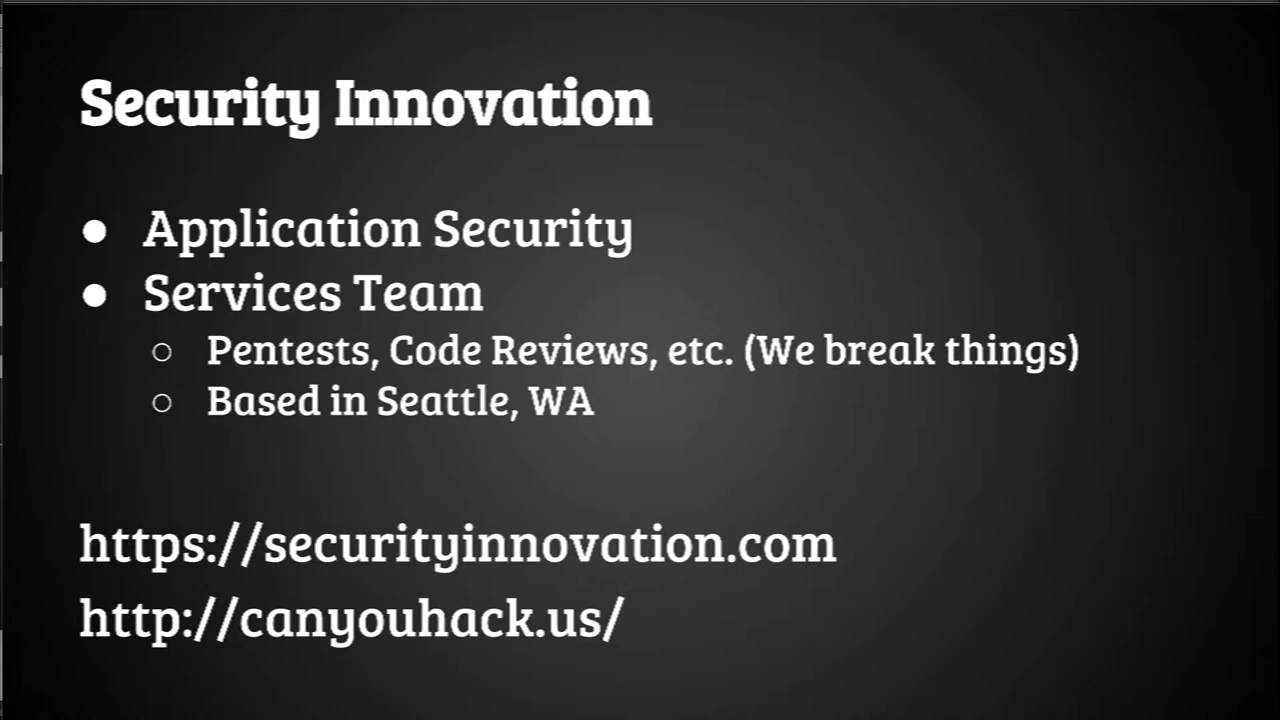 Security Innovation
● Application Security
● Services Team
○ Pentests, Code Reviews, etc. (We break things)
○ Based in Seattle, WA
https://securityinnovation.com
http://canyouhack.us/